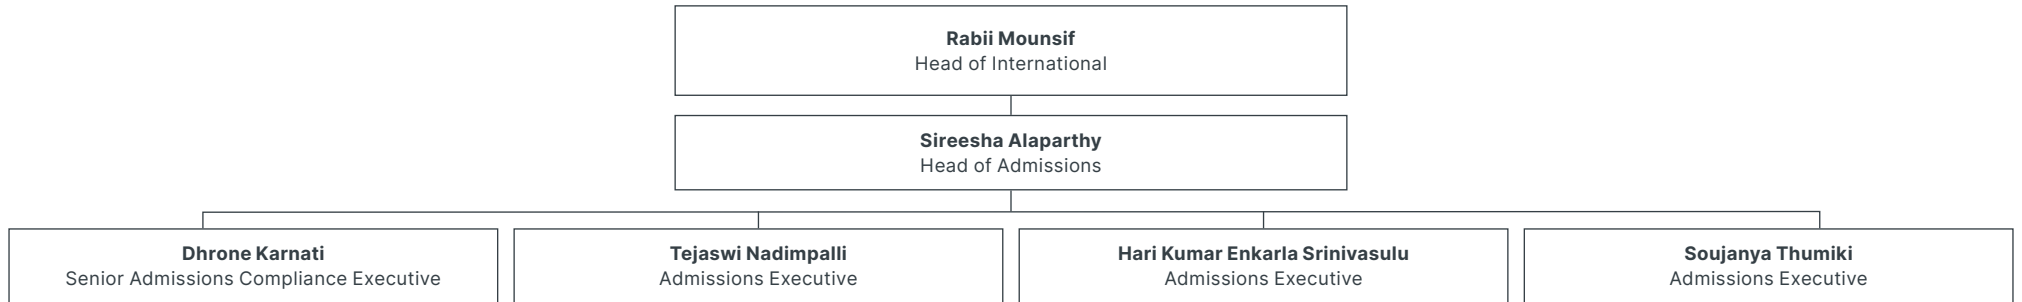 Rabii Mounsif
Head of International
Sireesha Alaparthy
Head of Admissions
Dhrone Karnati
Senior Admissions Compliance Executive
Tejaswi Nadimpalli
Admissions Executive
Hari Kumar Enkarla Srinivasulu
Admissions Executive
Soujanya Thumiki
Admissions Executive